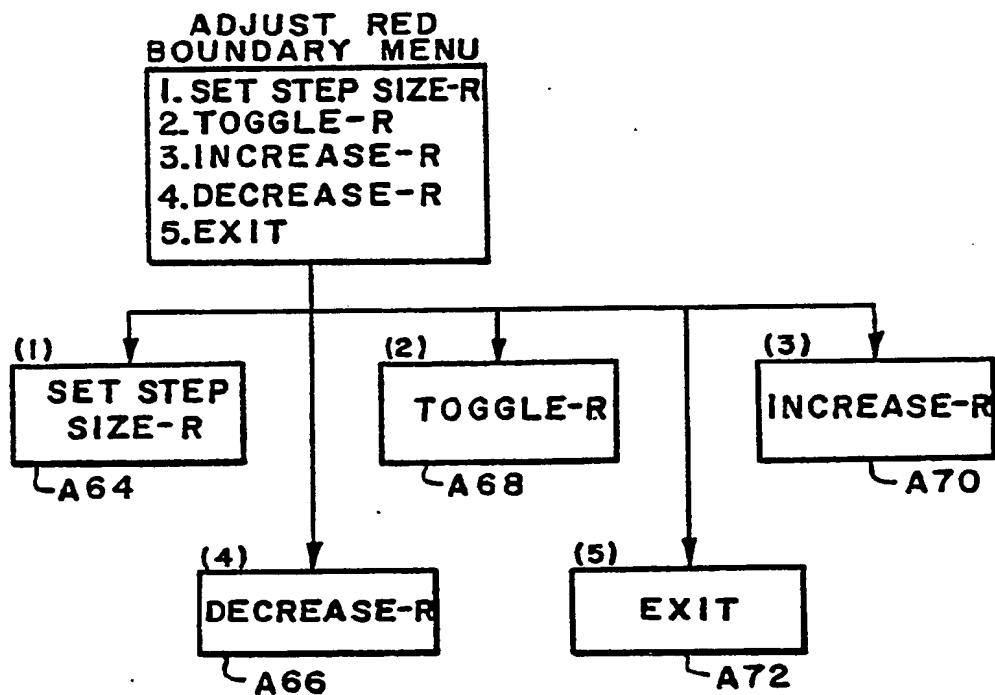 ADJUST RED
BOUNDARY MENU
1. SET STEP SIZE-R
2. TOGGLE-R
3. INCREASE-R
4. DECREASE-R
5. EXIT
(1)
SET STEP
SIZE-R
A64
(2)
TOGGLE-R
A68
(3)
INCREASE-R
A70
(4)
DECREASE-R
A66
(5)
EXIT
A72